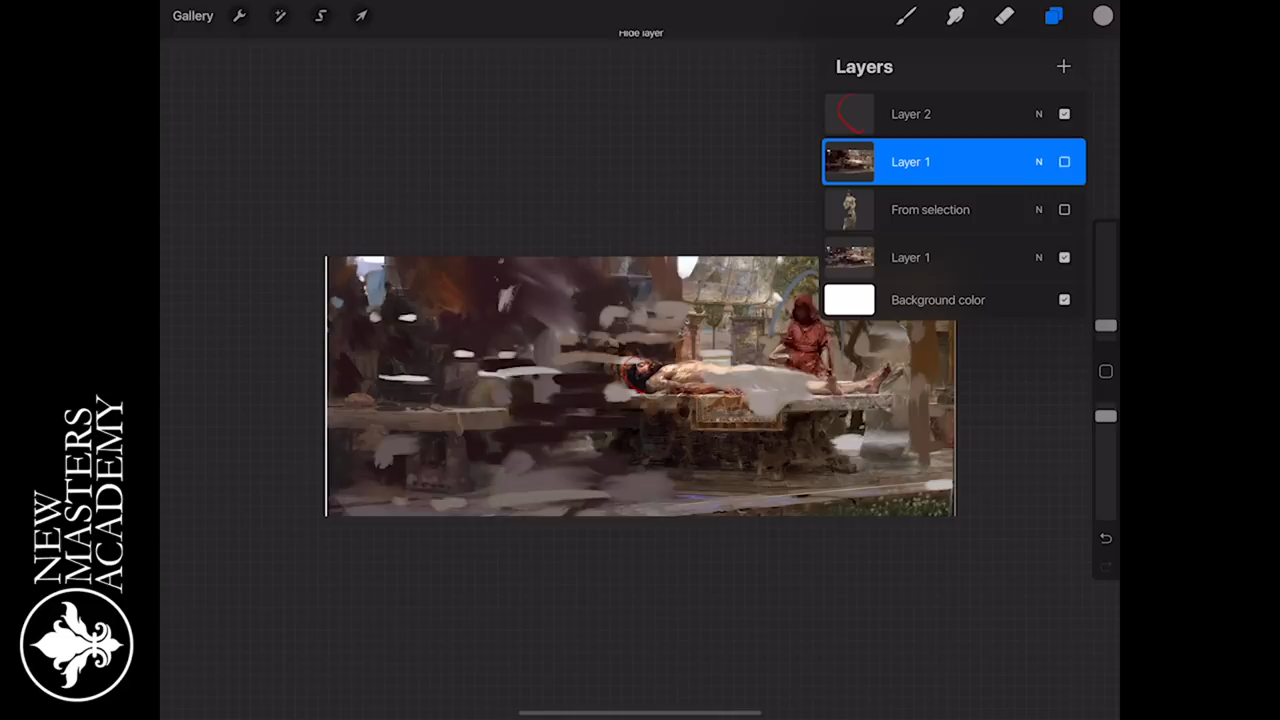 Gallery
Hide layer
Layers
Layer 2 N
Layer 1 N
From selection N
Layer 1 N
Background color
NEW
MASTERS
ACADEMY